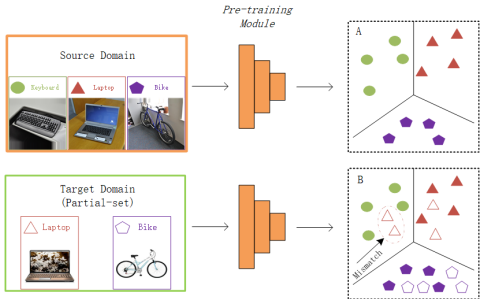 Pre-training
Module
Source Domain
Keyboard Laptop Bike
A
Target Domain
(Partial-set)
Laptop Bike
B
Mismatch